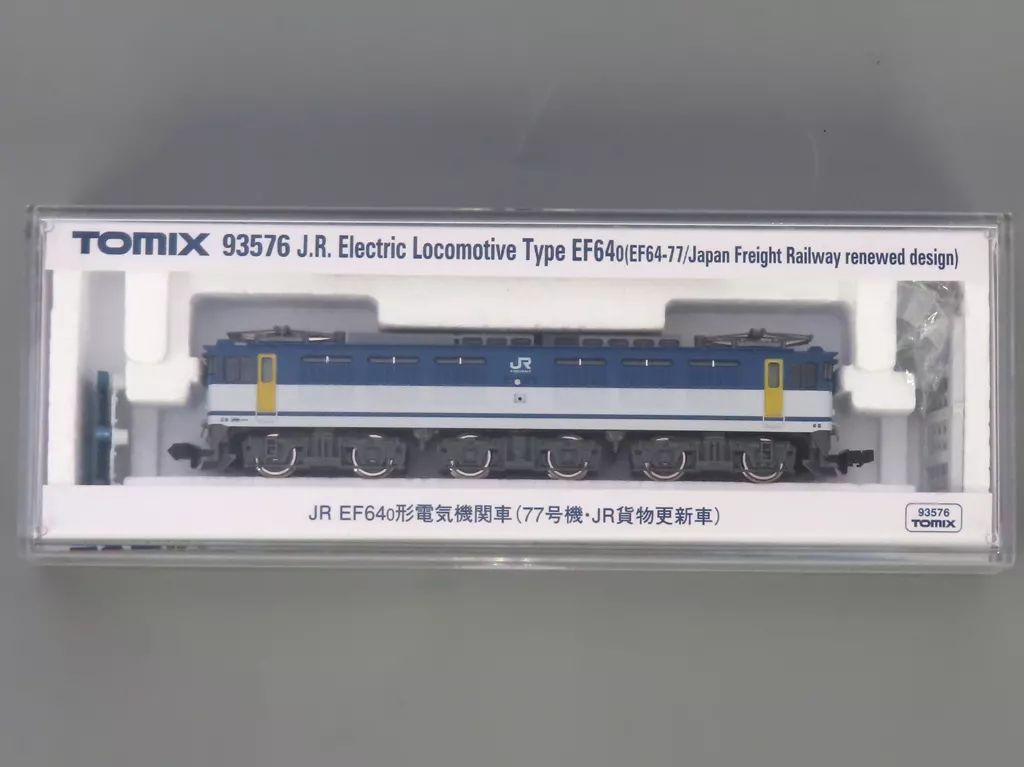 TOMIX 93576 J.R. Electric Locomotive Type EF640(EF64-77/Japan Freight Railway renewed design)
JR
JR EF640形電気機関車(77号機・JR貨物更新車)
93576
TOMIX